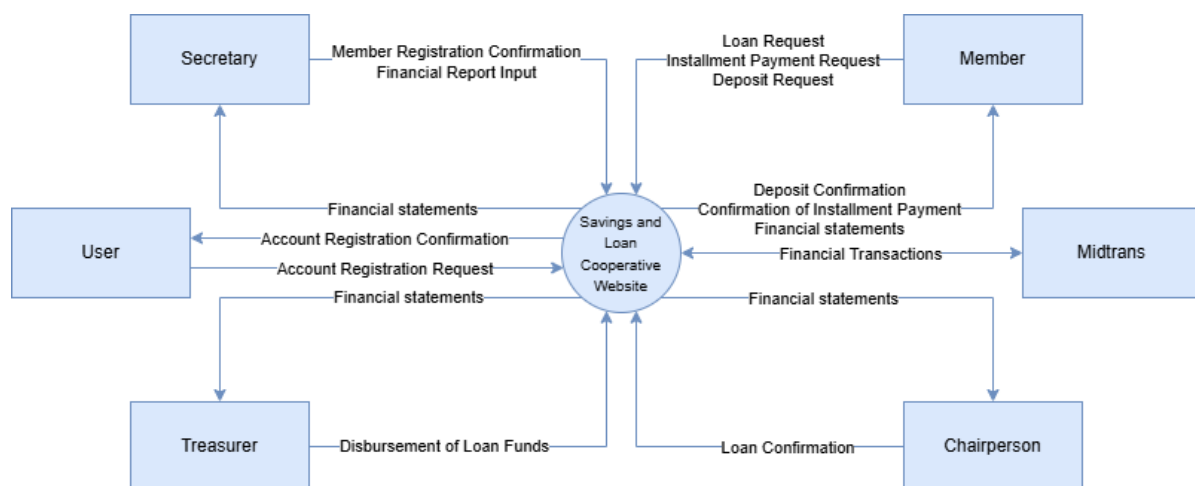 Secretary
Member Registration Confirmation
Financial Report Input
Loan Request
Installment Payment Request
Deposit Request
Member
Financial statements
Deposit Confirmation
Confirmation of Installment Payment
Financial statements
User
Account Registration Confirmation
Account Registration Request
Savings and
Loan
Cooperative
Website
Financial Transactions
Midtrans
Financial statements
Financial statements
Treasurer
Disbursement of Loan Funds
Loan Confirmation
Chairperson